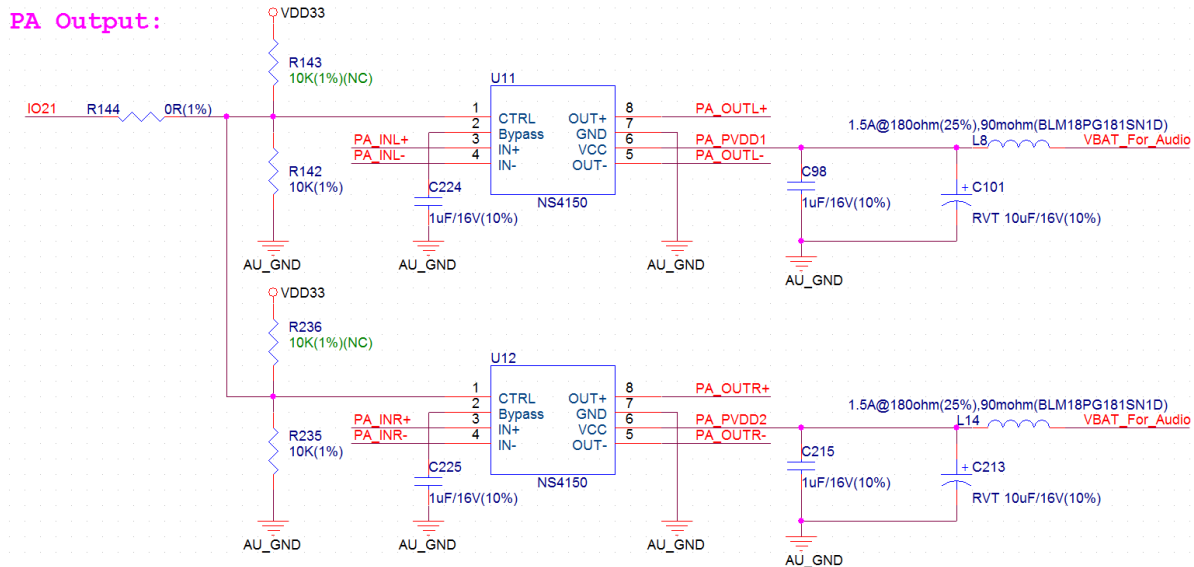 PA Output:
VDD33
R143
10K(1%)(NC)
IO21
R144
0R(1%)
R142
10K(1%)
AU_GND
U11
1
2
3
4
CTRL
Bypass
IN+
IN-
OUT+
GND
VCC
OUT-
8
7
6
5
NS4150
PA_INL+
PA_INL-
C224
1uF/16V(10%)
AU_GND
PA_OUTL+
PA_PVDD1
PA_OUTL-
AU_GND
1.5A@180ohm(25%),90mohm(BLM18PG181SN1D)
L8
VBAT_For_Audio
C98
1uF/16V(10%)
+
C101
RVT 10uF/16V(10%)
AU_GND
VDD33
R236
10K(1%)(NC)
R235
10K(1%)
AU_GND
U12
1
2
3
4
CTRL
Bypass
IN+
IN-
OUT+
GND
VCC
OUT-
8
7
6
5
NS4150
PA_INR+
PA_INR-
C225
1uF/16V(10%)
AU_GND
PA_OUTR+
PA_PVDD2
PA_OUTR-
AU_GND
1.5A@180ohm(25%),90mohm(BLM18PG181SN1D)
L14
VBAT_For_Audio
C215
1uF/16V(10%)
+
C213
RVT 10uF/16V(10%)
AU_GND